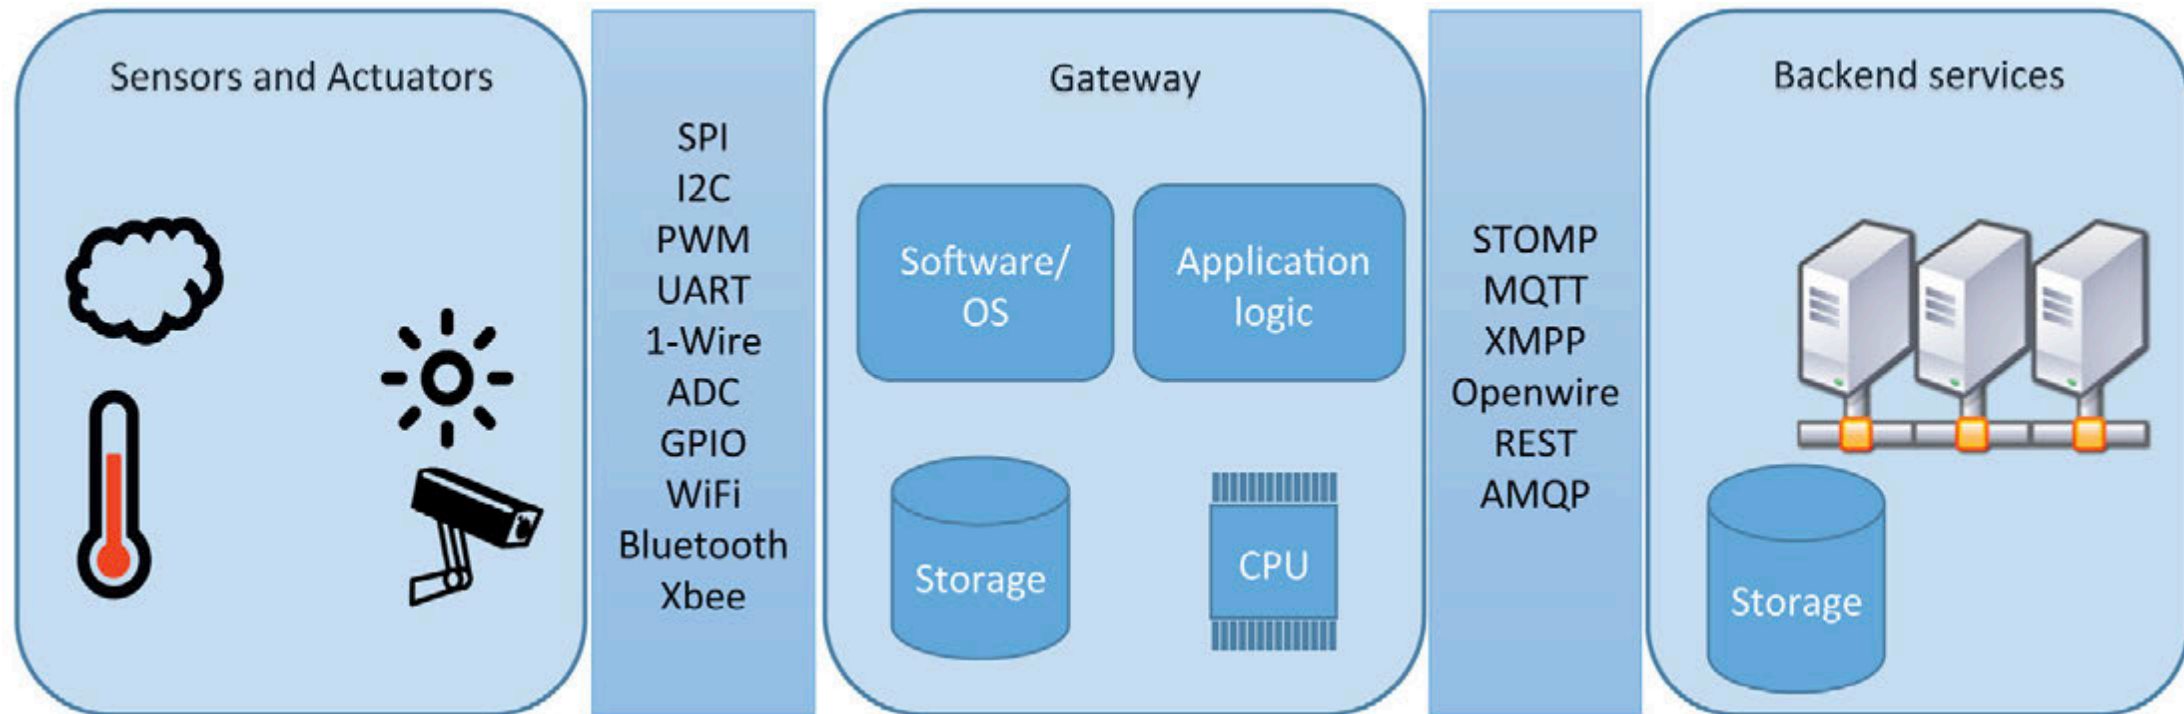 Sensors and Actuators
SPI
I2C
PWM
UART
1-Wire
ADC
GPIO
WiFi
Bluetooth
Xbee
Gateway
Software/
OS
Application
logic
Storage
CPU
STOMP
MQTT
XMPP
Openwire
REST
AMQP
Backend services
Storage